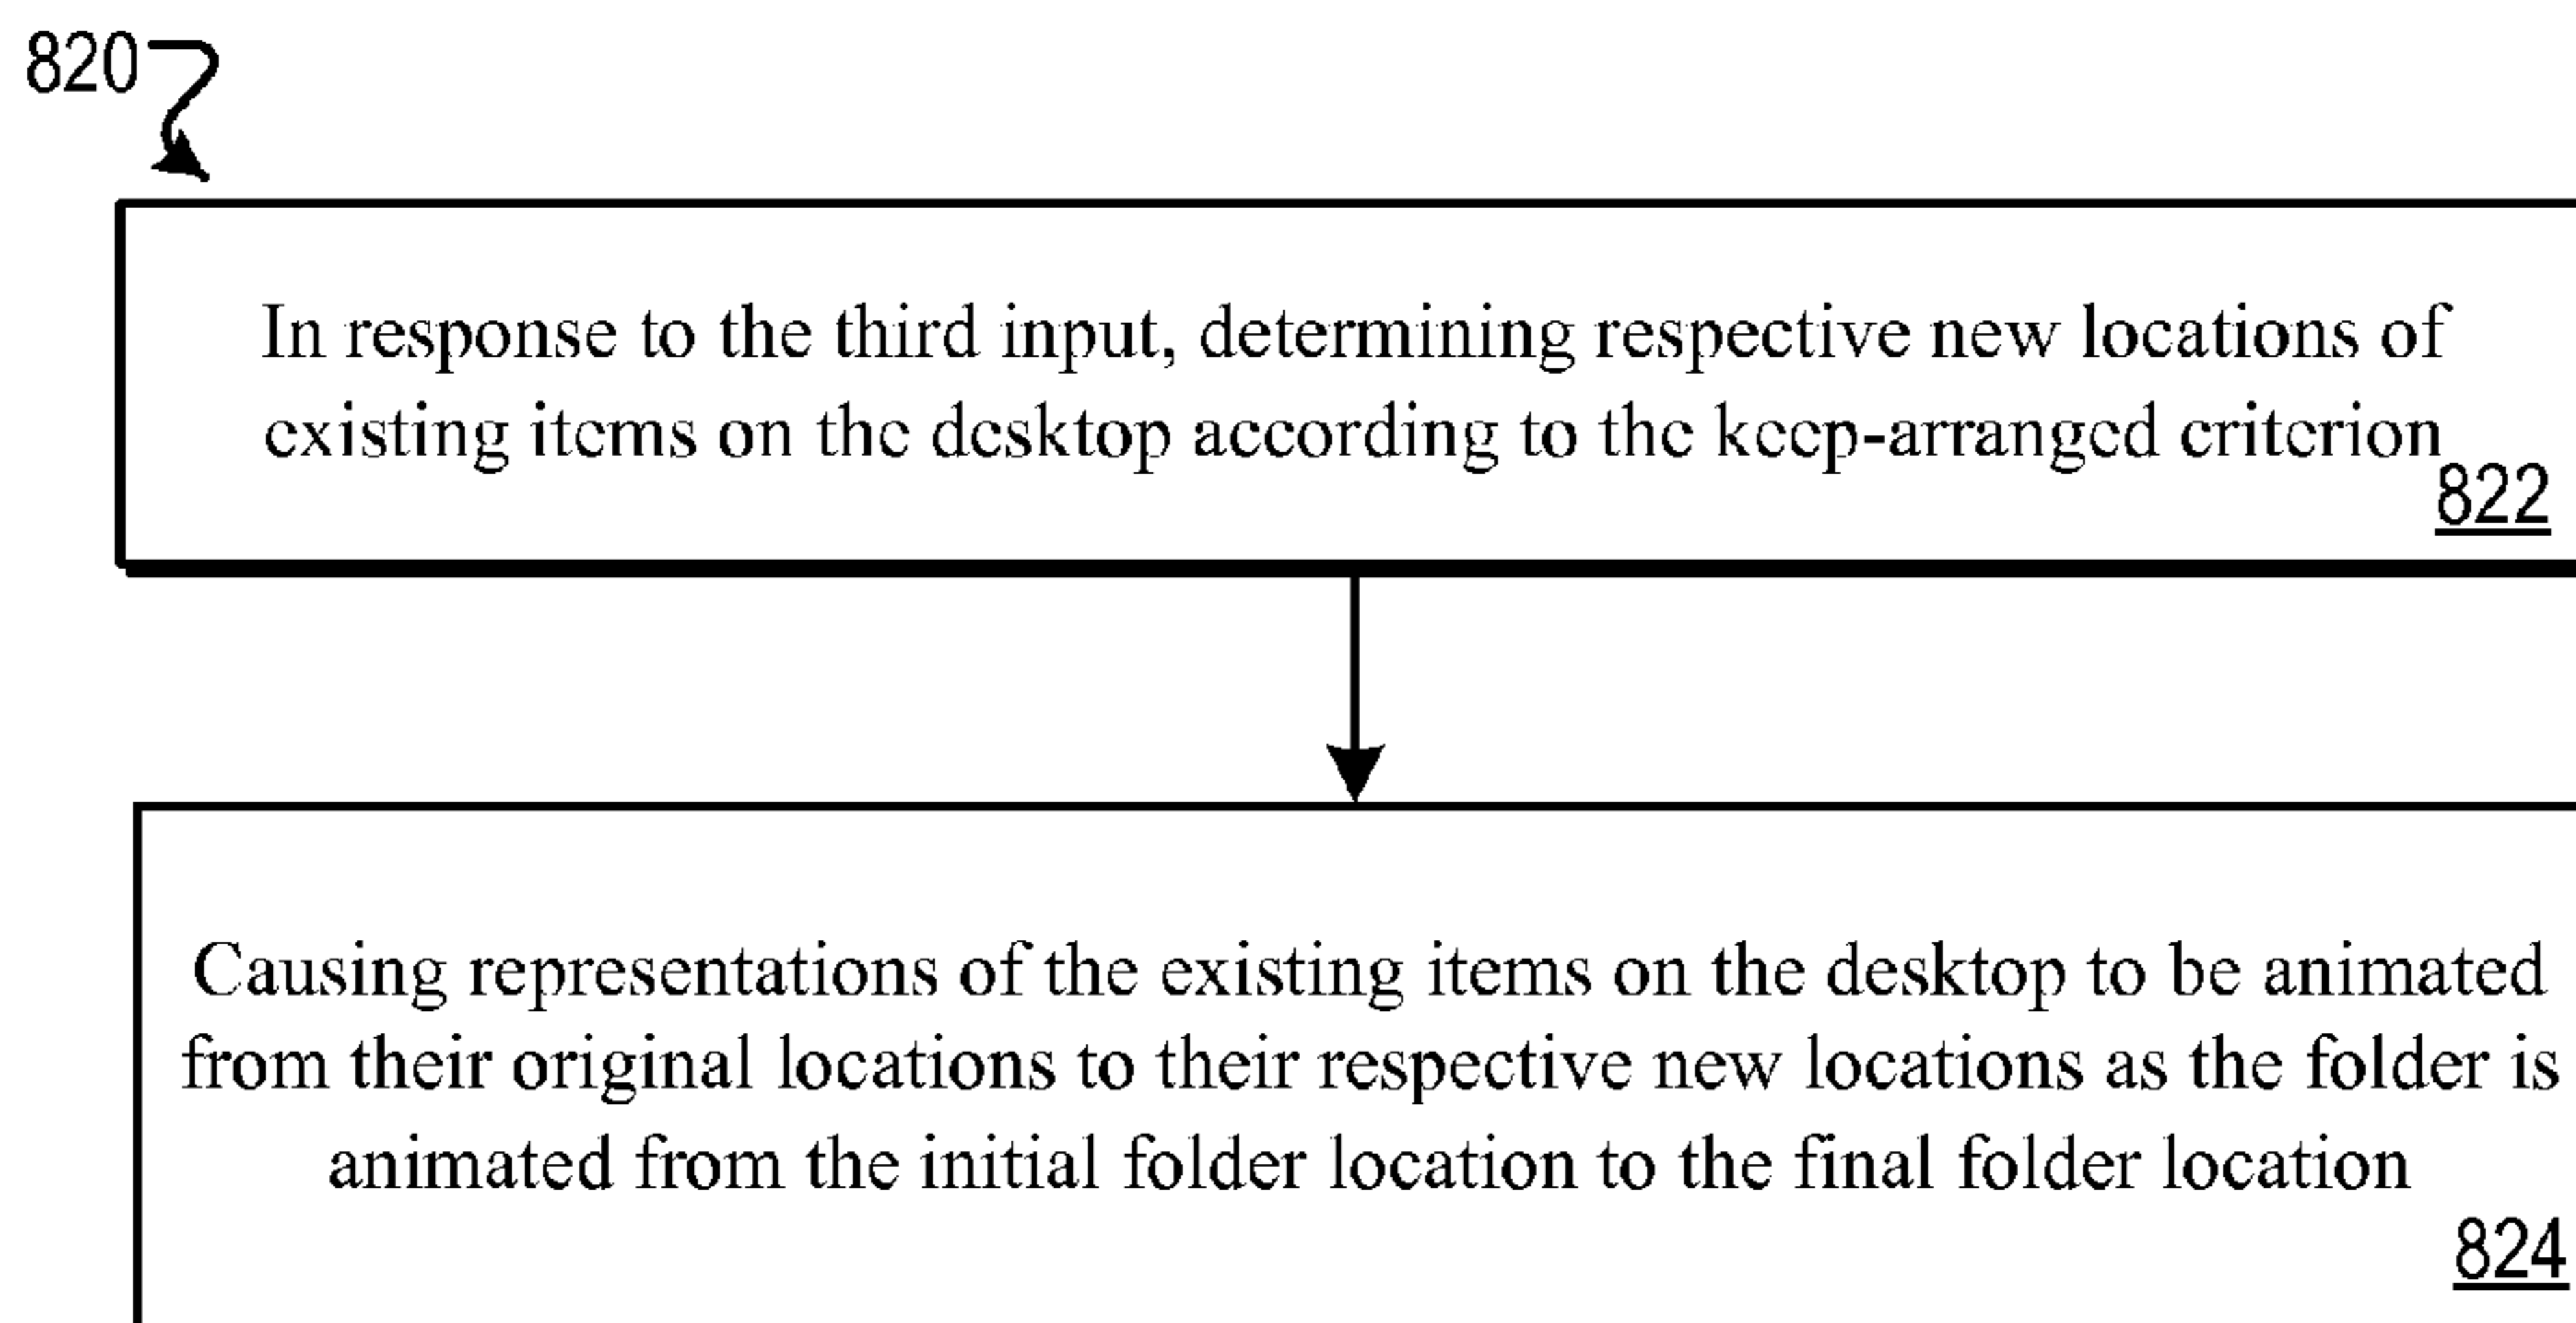 820
In response to the third input, determining respective new locations of
existing items on the desktop according to the keep-arranged criterion
822
Causing representations of the existing items on the desktop to be animated
from their original locations to their respective new locations as the folder is
animated from the initial folder location to the final folder location
824